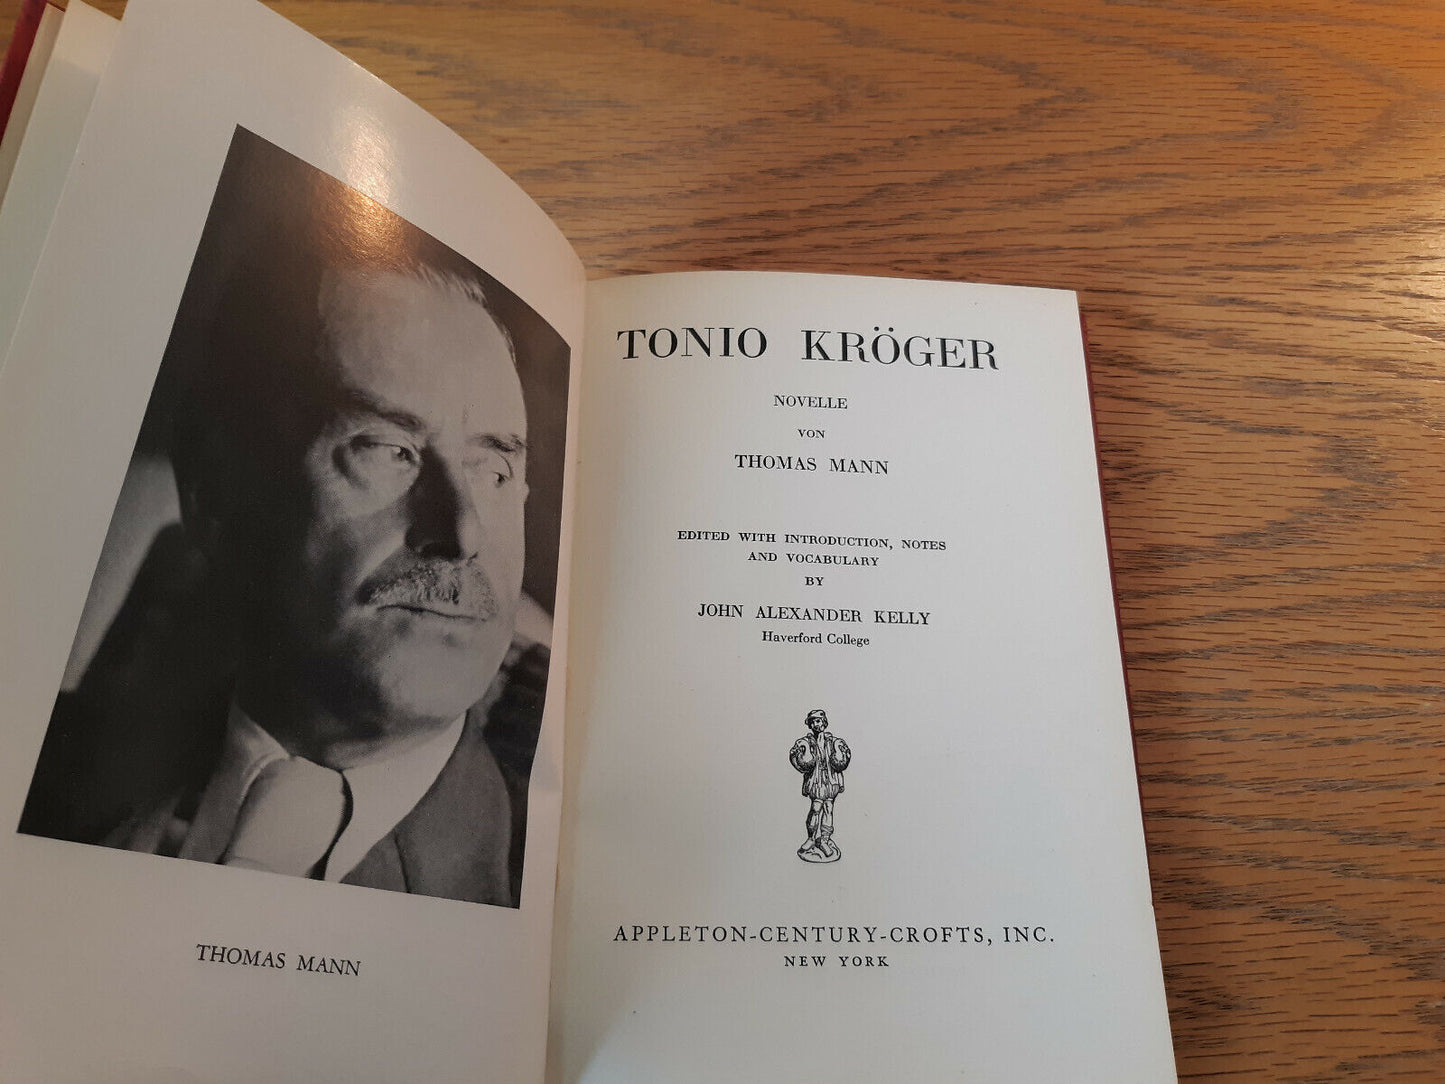 THOMAS MANN
TONIO KRÖGER
NOVELLE
VON
THOMAS MANN
EDITED WITH INTRODUCTION, NOTES
AND VOCABULARY
BY
JOHN ALEXANDER KELLY
Haverford College
APPLETON-CENTURY-CROFTS, INC.
NEW YORK